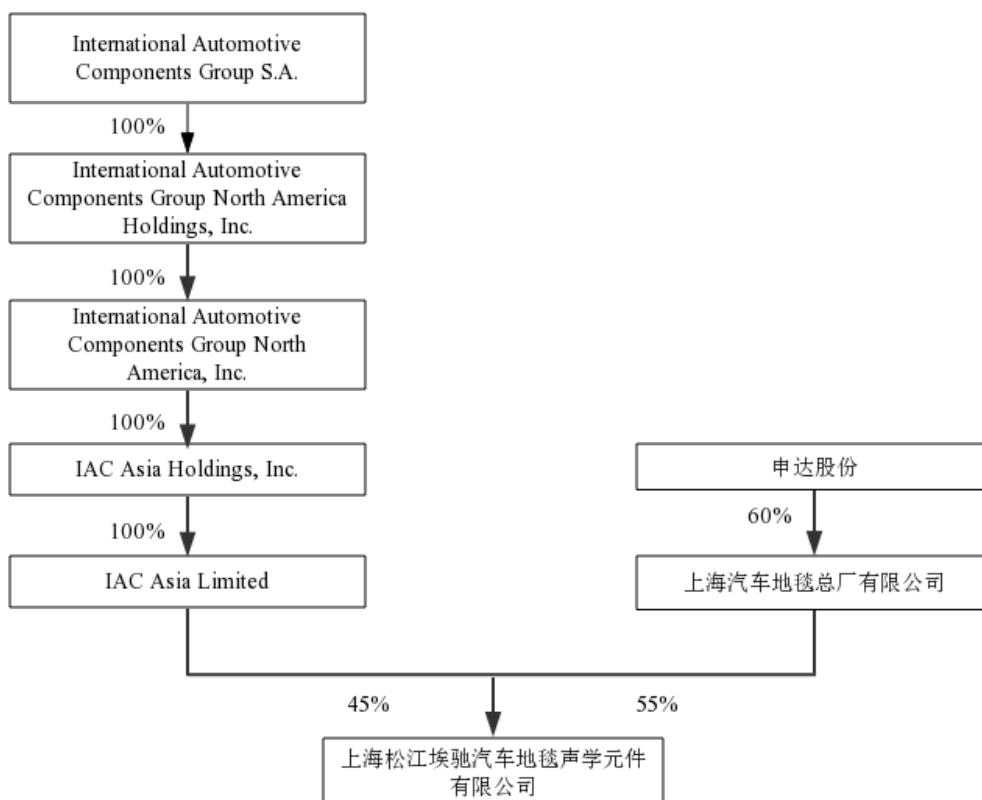 International Automotive
Components Group S.A.
100%
International Automotive
Components Group North America
Holdings, Inc.
100%
International Automotive
Components Group North
America, Inc.
100%
IAC Asia Holdings, Inc.
申达股份
100%
60%
IAC Asia Limited
上海汽车地毯总厂有限公司
45%
55%
上海松江埃驰汽车地毯声学元件
有限公司